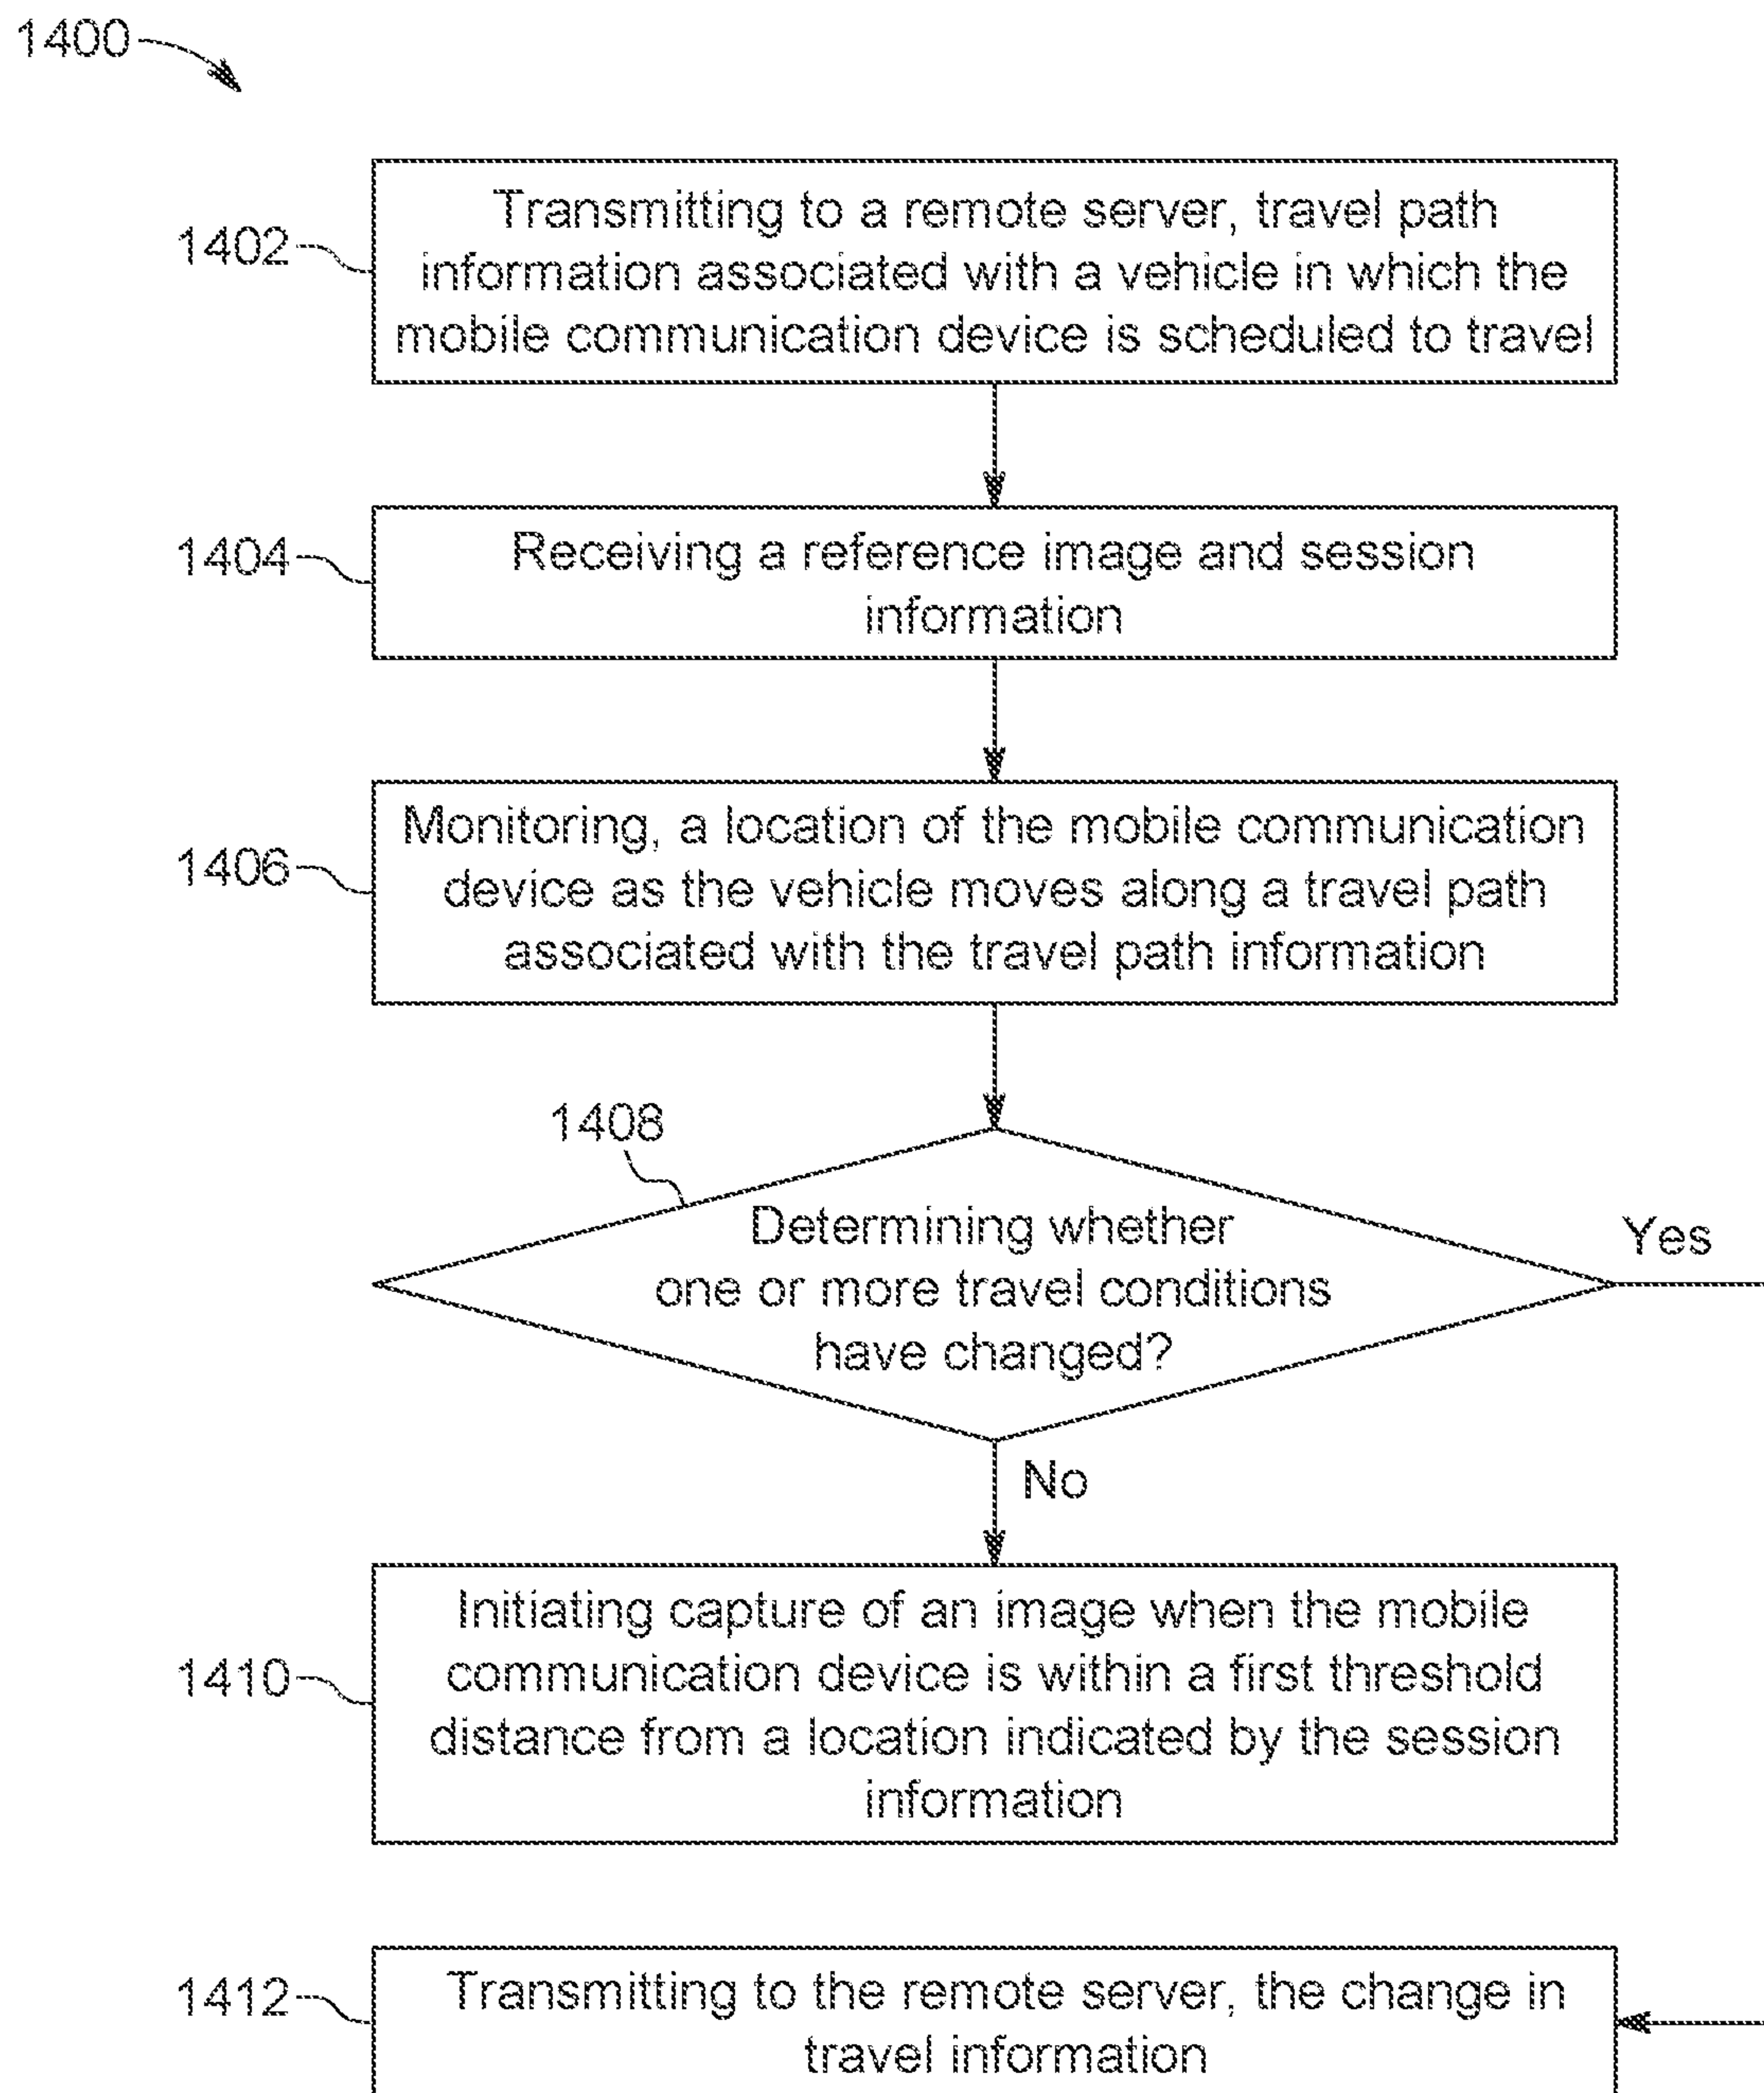 1400
1402
Transmitting to a remote server, travel path
information associated with a vehicle in which the
mobile communication device is scheduled to travel
1404
Receiving a reference image and session
information
1406
Monitoring, a location of the mobile communication
device as the vehicle moves along a travel path
associated with the travel path information
1408
Determining whether
one or more travel conditions
have changed?
Yes
No
1410
Initiating capture of an image when the mobile
communication device is within a first threshold
distance from a location indicated by the session
information
1412
Transmitting to the remote server, the change in
travel information